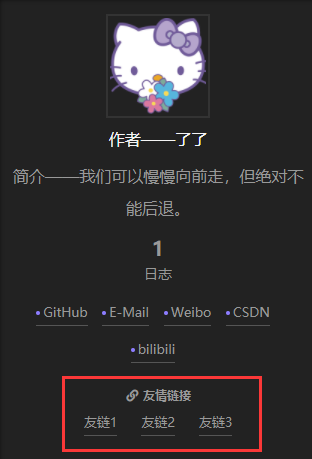 作者——了了
简介——我们可以慢慢向前走，但绝对不
能后退。
1
日志
GitHub E-Mail Weibo CSDN
bilibili
友情链接
友链1 友链2 友链3